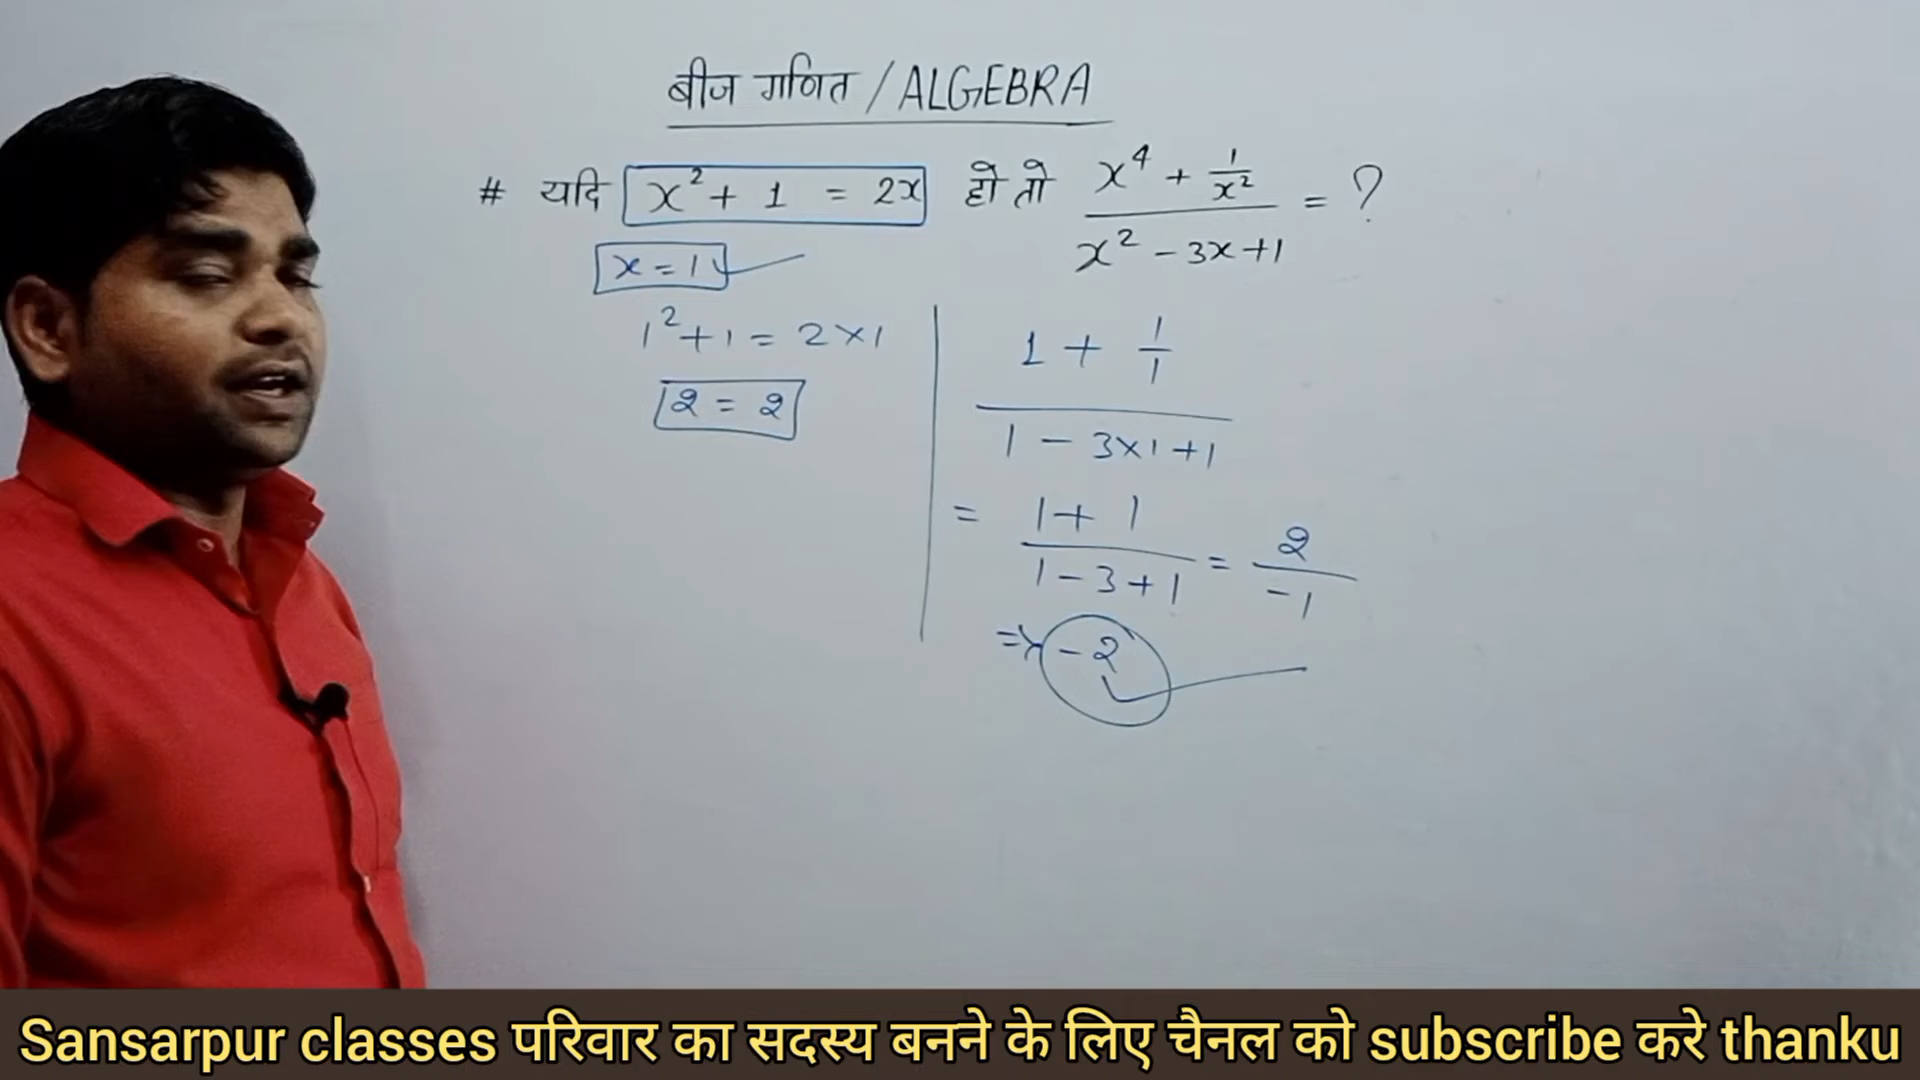 बीज गणित / ALGEBRA
# यदि x² + 1 = 2x हो तो (x⁴ + 1/x²)/(x² - 3x + 1) = ?
x = 1
1² + 1 = 2 × 1
2 = 2
(1 + 1/1)/(1 - 3×1 + 1)
= (1 + 1)/(1 - 3 + 1) = 2/-1
⇒ -2
Sansarpur classes परिवार का सदस्य बनने के लिए चैनल को subscribe करे thanku